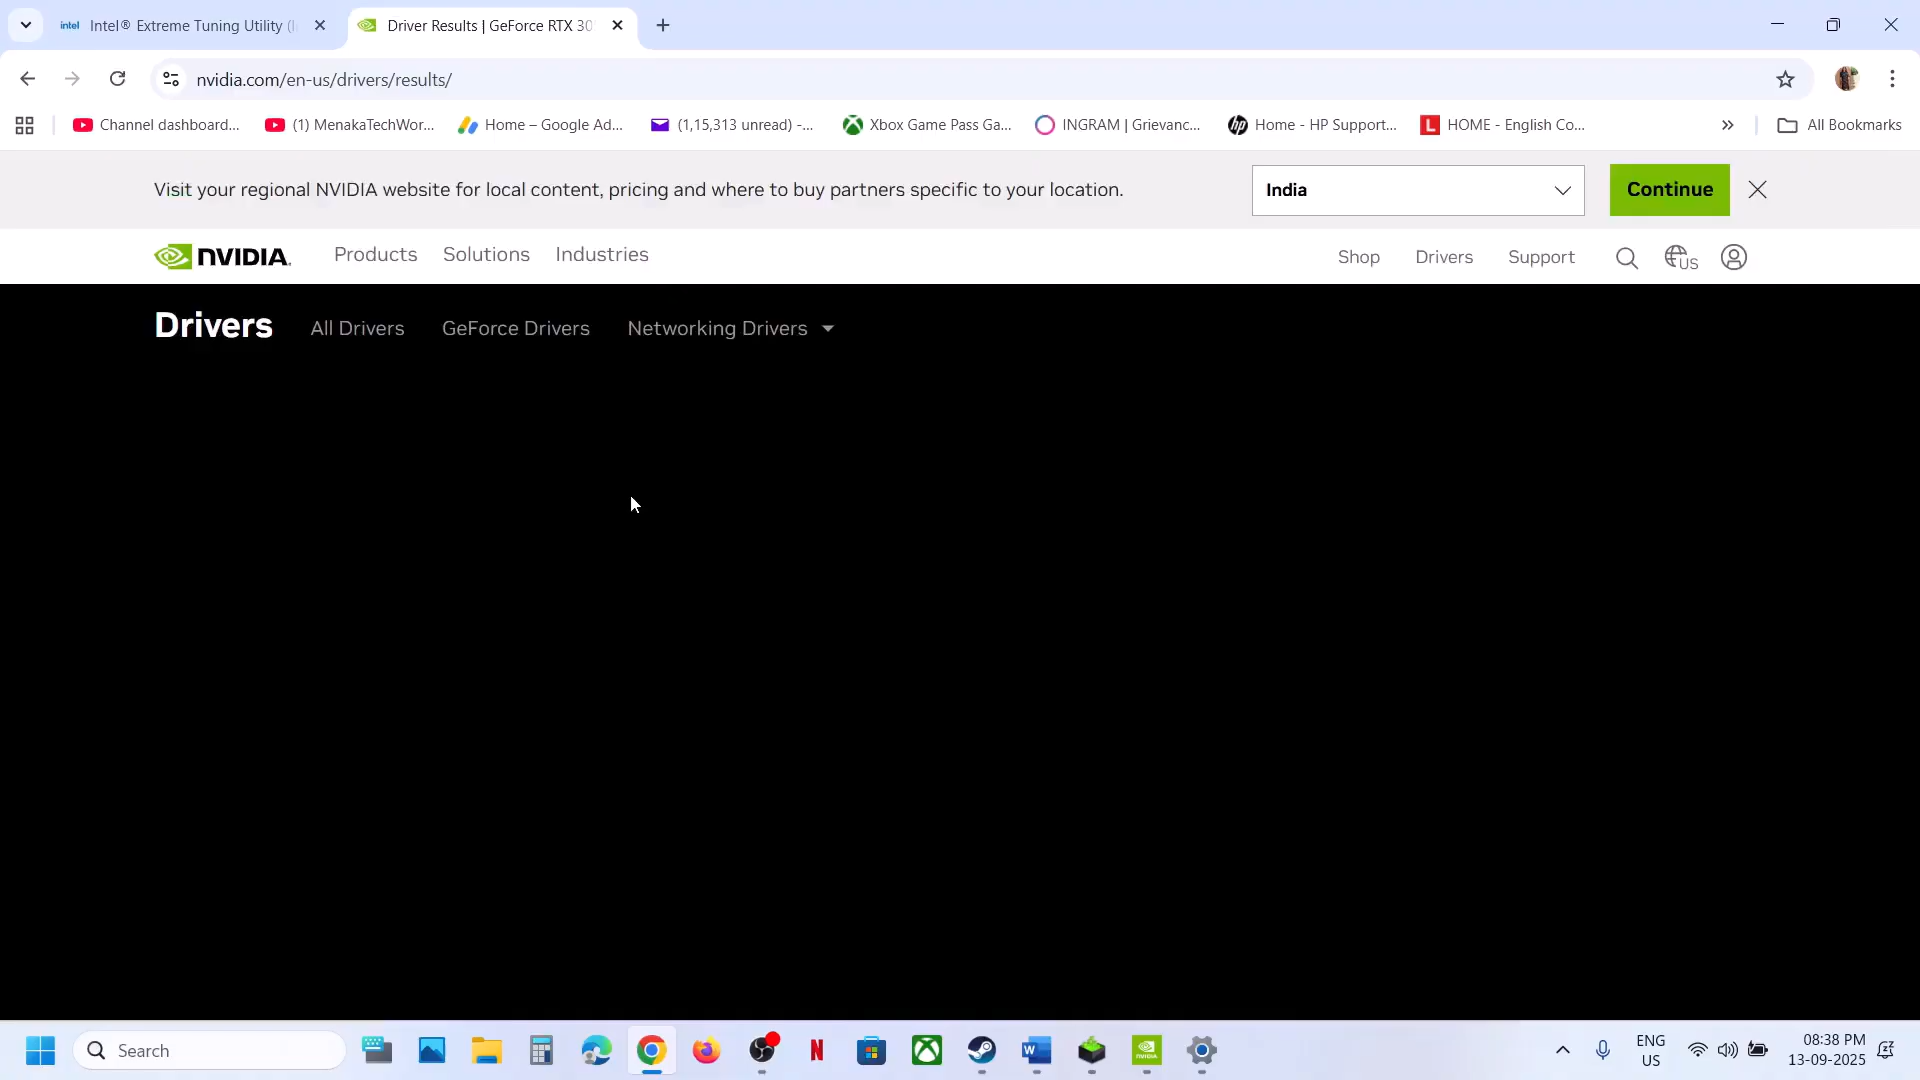 intel Intel® Extreme Tuning Utility (I
Driver Results | GeForce RTX 30
nvidia.com/en-us/drivers/results/
Channel dashboard...
(1) MenakaTechWor...
Home – Google Ad...
(1,15,313 unread) -...
Xbox Game Pass Ga...
INGRAM | Grievanc...
hp Home - HP Support...
L HOME - English Co...
All Bookmarks
Visit your regional NVIDIA website for local content, pricing and where to buy partners specific to your location.
India
Continue
NVIDIA.
Products
Solutions
Industries
Shop
Drivers
Support
US
Drivers
All Drivers
GeForce Drivers
Networking Drivers
Search
ENG
US
08:38 PM
13-09-2025